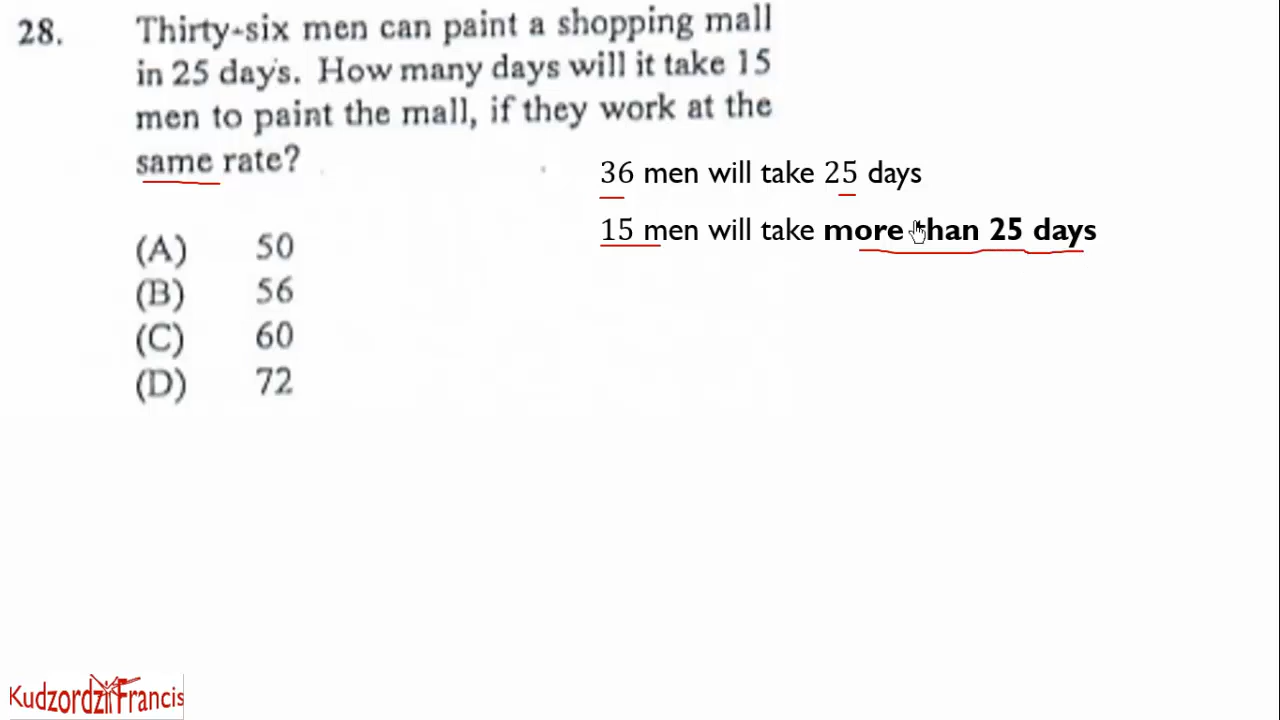 28. Thirty-six men can paint a shopping mall
in 25 days. How many days will it take 15
men to paint the mall, if they work at the
same rate?
36 men will take 25 days
15 men will take more than 25 days
(A) 50
(B) 56
(C) 60
(D) 72
Kudzordzi Francis